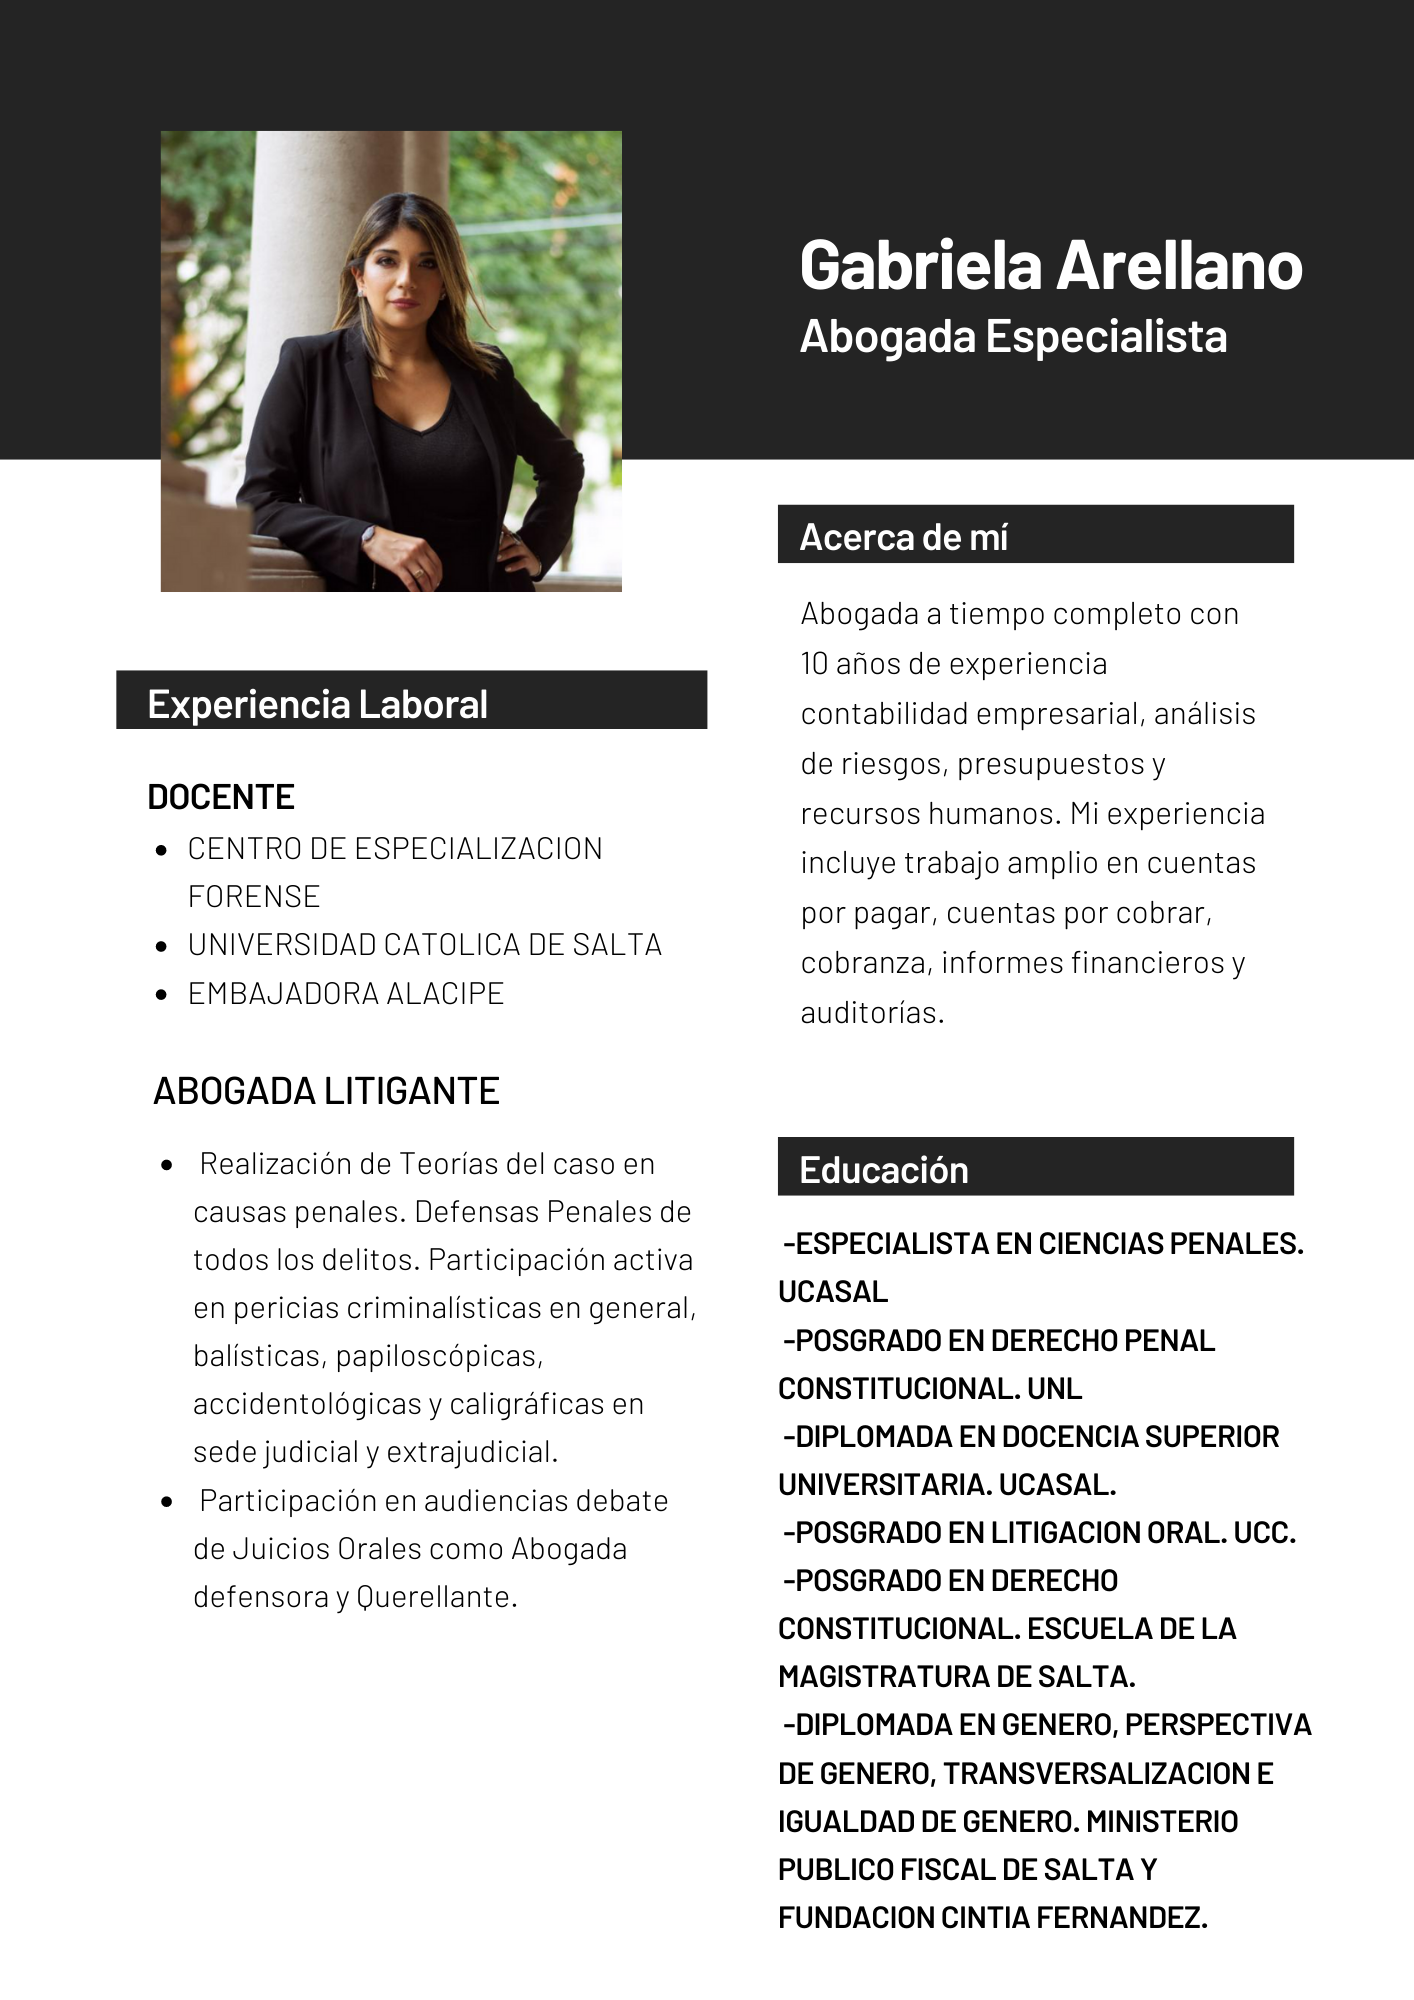 Gabriela Arellano
Abogada Especialista
Experiencia Laboral
DOCENTE
• CENTRO DE ESPECIALIZACION
FORENSE
• UNIVERSIDAD CATOLICA DE SALTA
• EMBAJADORA ALACIPE
ABOGADA LITIGANTE
• Realización de Teorías del caso en
causas penales. Defensas Penales de
todos los delitos. Participación activa
en pericias criminalísticas en general,
balísticas, papiloscópicas,
accidentológicas y caligráficas en
sede judicial y extrajudicial.
• Participación en audiencias debate
de Juicios Orales como Abogada
defensora y Querellante.
Acerca de mí
Abogada a tiempo completo con
10 años de experiencia
contabilidad empresarial, análisis
de riesgos, presupuestos y
recursos humanos. Mi experiencia
incluye trabajo amplio en cuentas
por pagar, cuentas por cobrar,
cobranza, informes financieros y
auditorías.
Educación
-ESPECIALISTA EN CIENCIAS PENALES.
UCASAL
-POSGRADO EN DERECHO PENAL
CONSTITUCIONAL. UNL
-DIPLOMADA EN DOCENCIA SUPERIOR
UNIVERSITARIA. UCASAL.
-POSGRADO EN LITIGACION ORAL. UCC.
-POSGRADO EN DERECHO
CONSTITUCIONAL. ESCUELA DE LA
MAGISTRATURA DE SALTA.
-DIPLOMADA EN GENERO, PERSPECTIVA
DE GENERO, TRANSVERSALIZACION E
IGUALDAD DE GENERO. MINISTERIO
PUBLICO FISCAL DE SALTA Y
FUNDACION CINTIA FERNANDEZ.